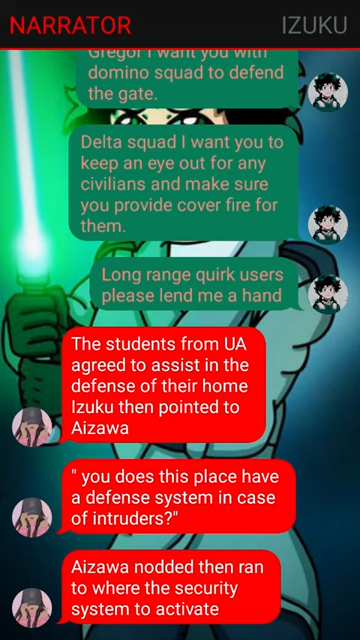 NARRATOR
IZUKU
Gregor I want you with
domino squad to defend
the gate.
Delta squad I want you to
keep an eye out for any
civilians and make sure
you provide cover fire for
them.
Long range quirk users
please lend me a hand
The students from UA
agreed to assist in the
defense of their home
Izuku then pointed to
Aizawa
" you does this place have
a defense system in case
of intruders?"
Aizawa nodded then ran
to where the security
system to activate